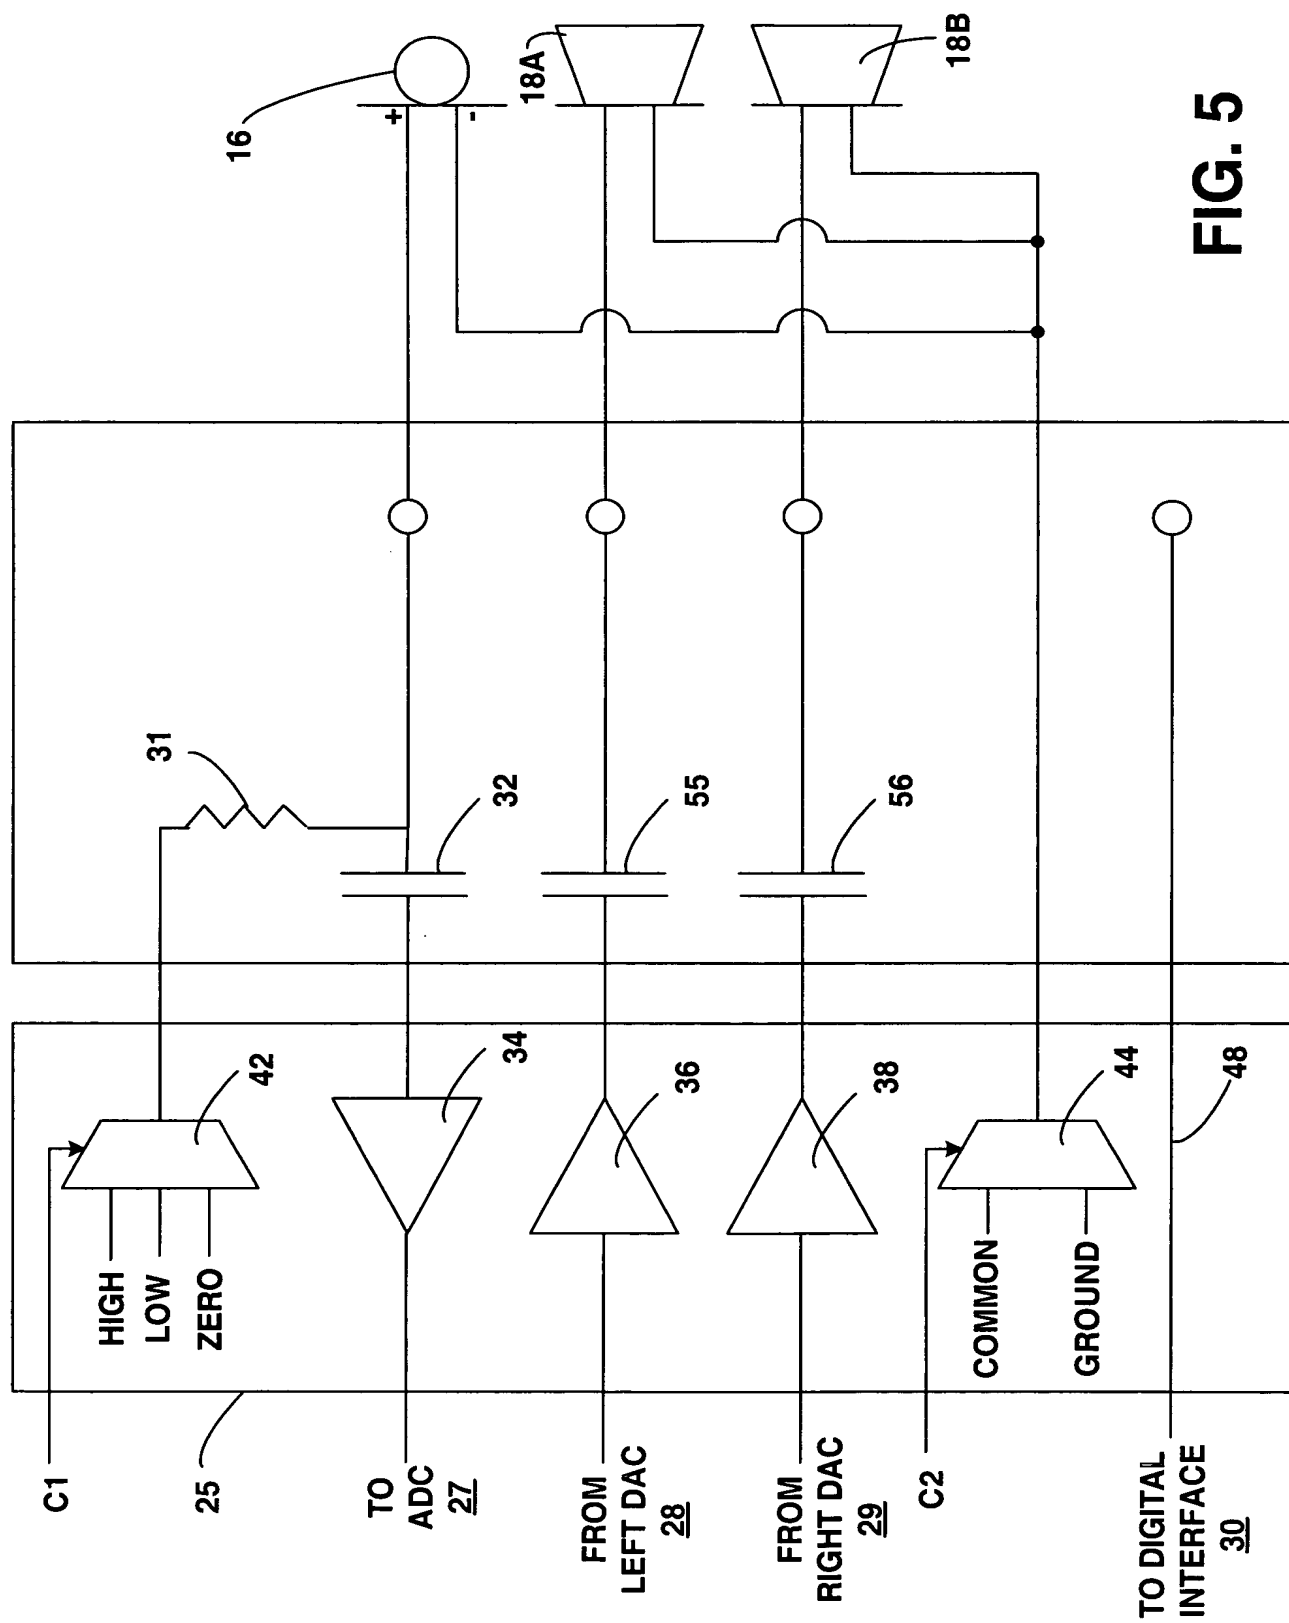 C1
25
HIGH
LOW
ZERO
42
31
16
+
-
TO
ADC
27
34
32
18A
FROM
LEFT DAC
28
36
55
18B
FROM
RIGHT DAC
29
38
56
C2
COMMON
GROUND
44
TO DIGITAL
INTERFACE
30
48
FIG. 5